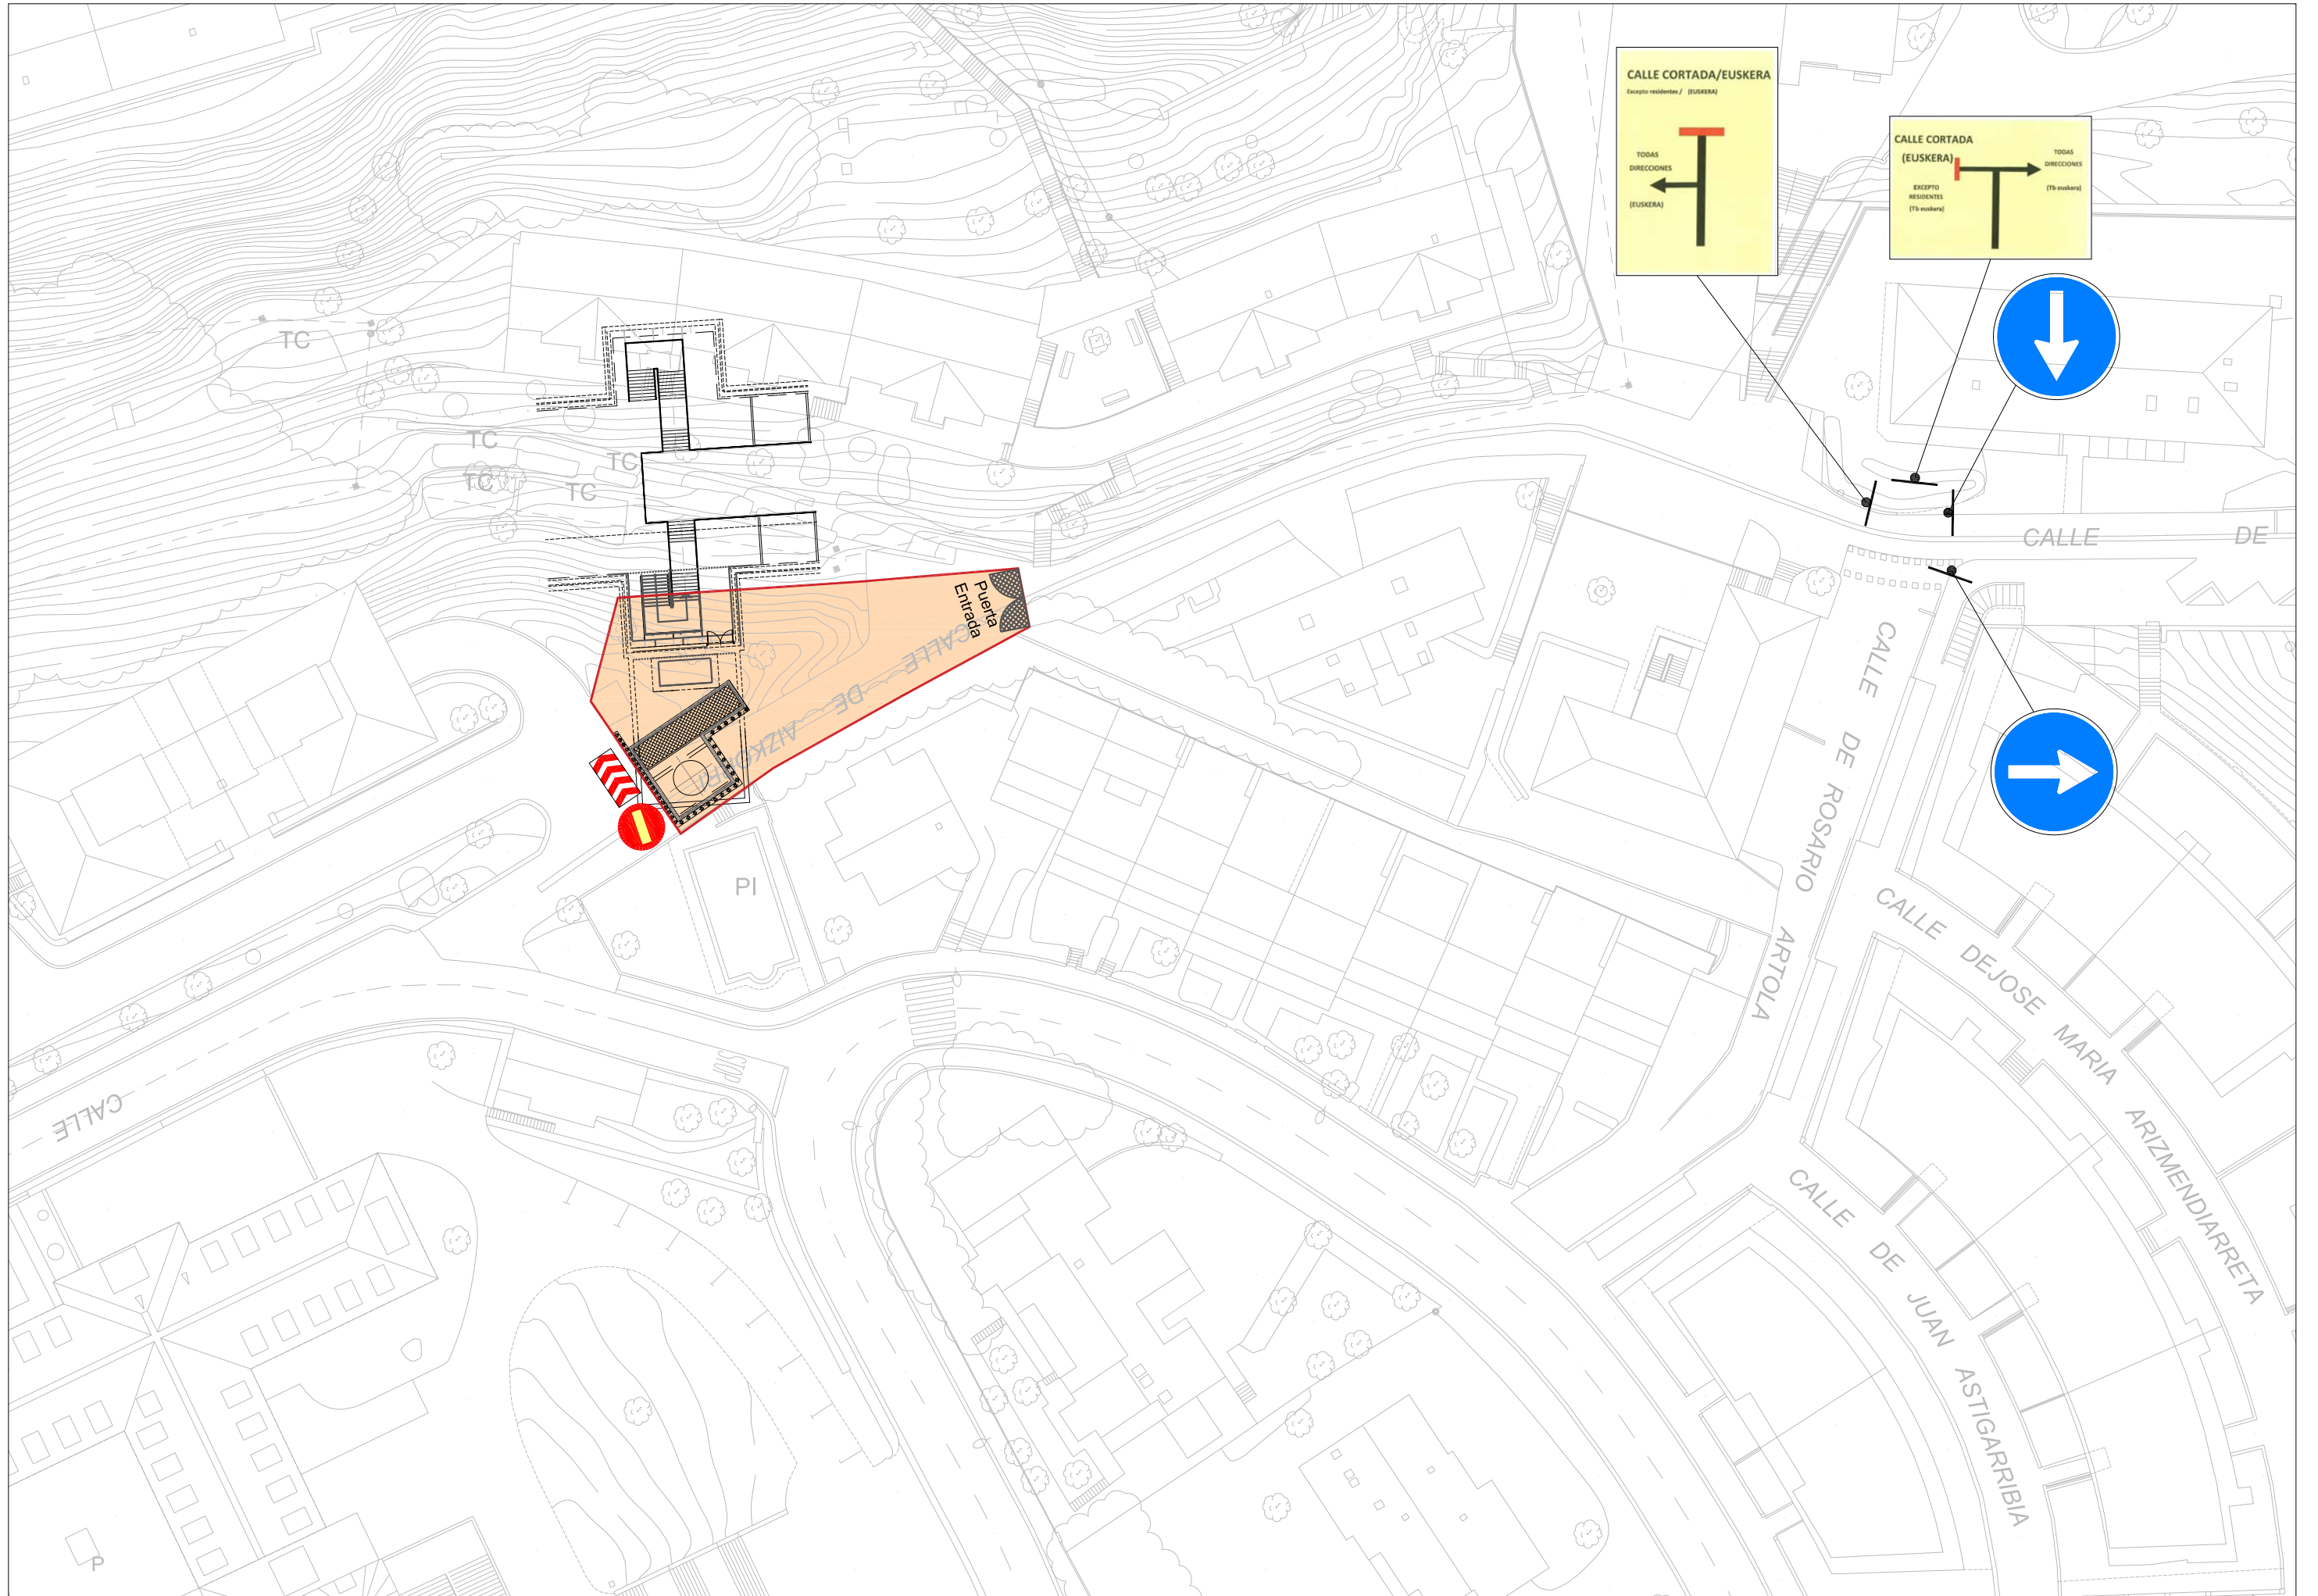 CALLE CORTADA/EUSKERA
Excepto residentes / (EUSKERA)
TODAS
DIRECCIONES
(EUSKERA)
CALLE CORTADA
(EUSKERA)
EXCEPTO
RESIDENTES
(Tb euskera)
TODAS
DIRECCIONES
(Tb euskera)
TC
TC
TC
TC
TC
CALLE DE
Puerta
Entrada
CALLE DE AIZKORRI
CALLE DE ROSARIO ARTOLA
PI
CALLE DEJOSE MARIA ARIZMENDIARRETA
CALLE
CALLE DE JUAN ASTIGARRIBIA
P